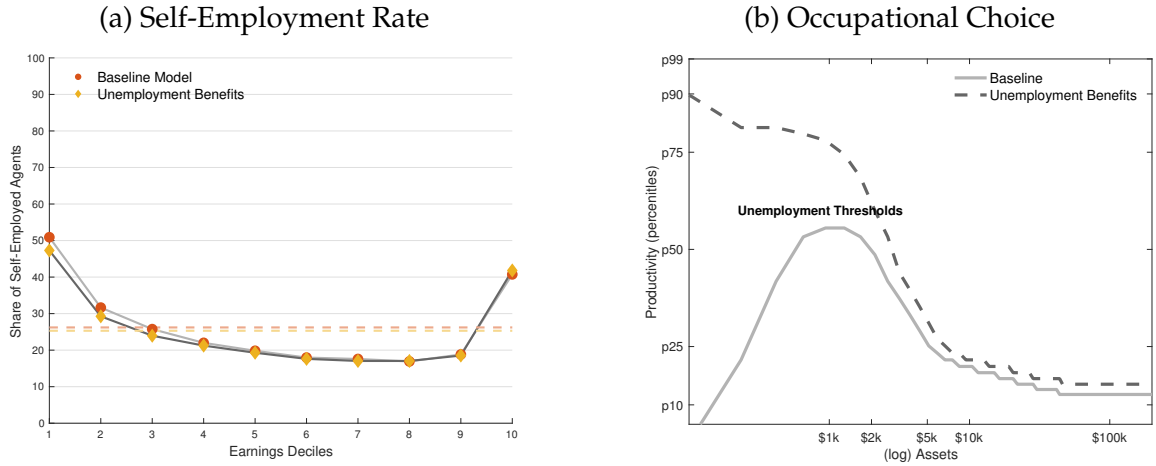 (a) Self-Employment Rate
Share of Self-Employed Agents
100
90
80
70
60
50
40
30
20
10
0
Baseline Model
Unemployment Benefits
1 2 3 4 5 6 7 8 9 10
Earnings Deciles
(b) Occupational Choice
Productivity (percenitles)
p99
p90
p75
p50
p25
p10
Baseline
Unemployment Benefits
Unemployment Thresholds
$1k $2k $5k $10k $100k
(log) Assets